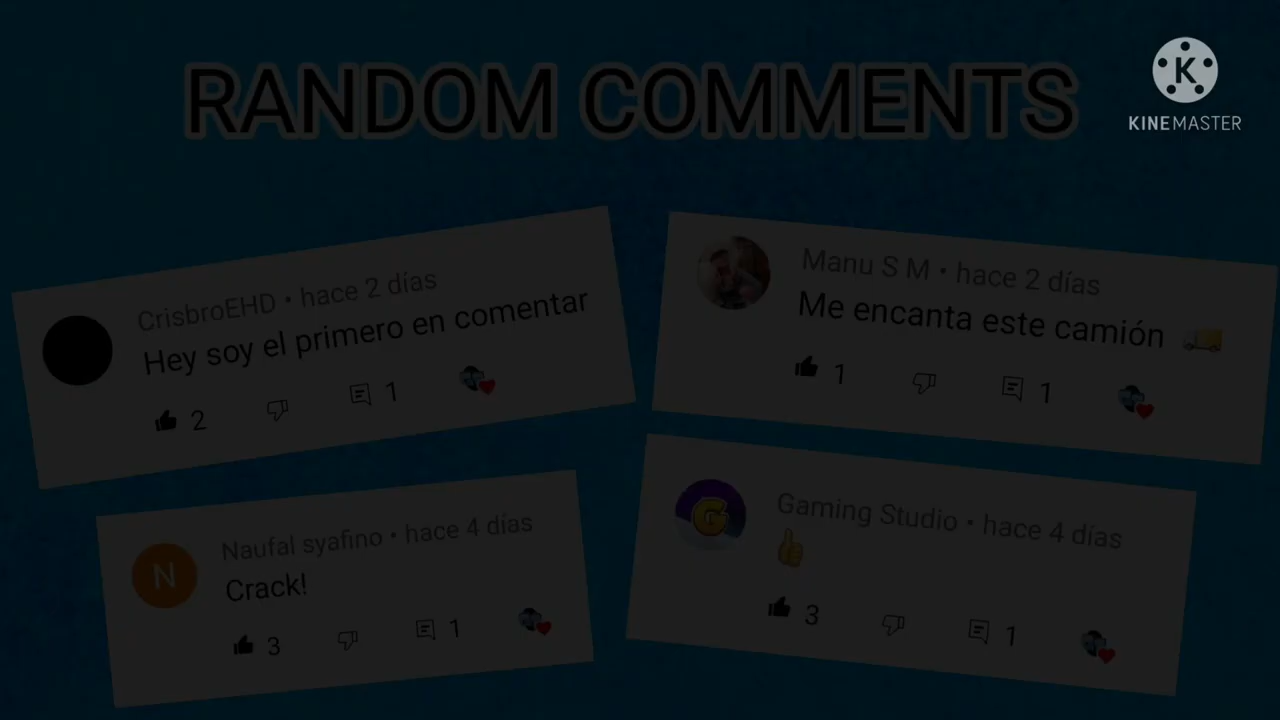 RANDOM COMMENTS
K
KINEMASTER
CrisbroEHD • hace 2 días
Hey soy el primero en comentar
2
1
Manu S M • hace 2 días
Me encanta este camión 🚚
1
1
N
Naufal syafino • hace 4 días
Crack!
3
1
G
Gaming Studio • hace 4 días
👍
3
1